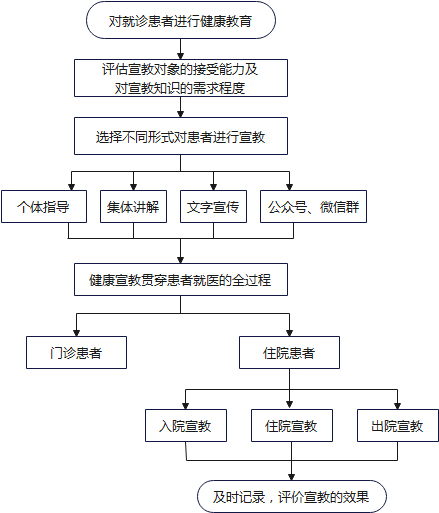 对就诊患者进行健康教育
评估宣教对象的接受能力及
对宣教知识的需求程度
选择不同形式对患者进行宣教
个体指导
集体讲解
文字宣传
公众号、微信群
健康宣教贯穿患者就医的全过程
门诊患者
住院患者
入院宣教
住院宣教
出院宣教
及时记录，评价宣教的效果